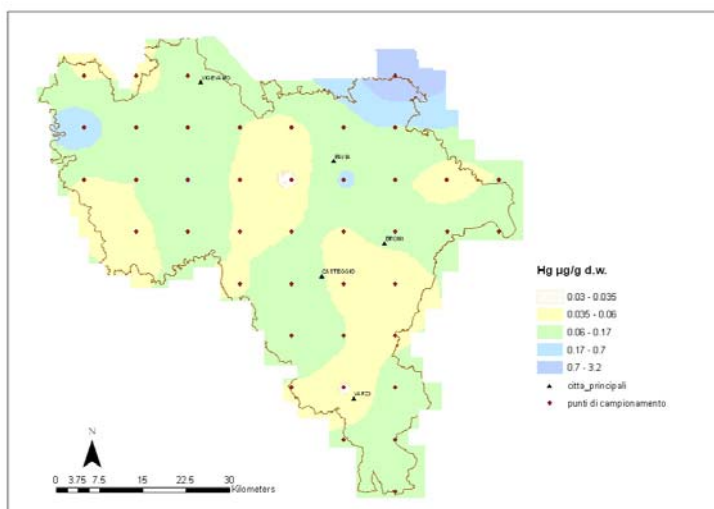 VIGEVANO
PAVIA
CASTEGGIO
VARZI
Hg µg/g d.w.
0.03 - 0.035
0.035 - 0.06
0.06 - 0.17
0.17 - 0.7
0.7 - 3.2
citta_principali
punti di campionamento
N
0 3.75 7.5 15 22.5 30
Kilometers